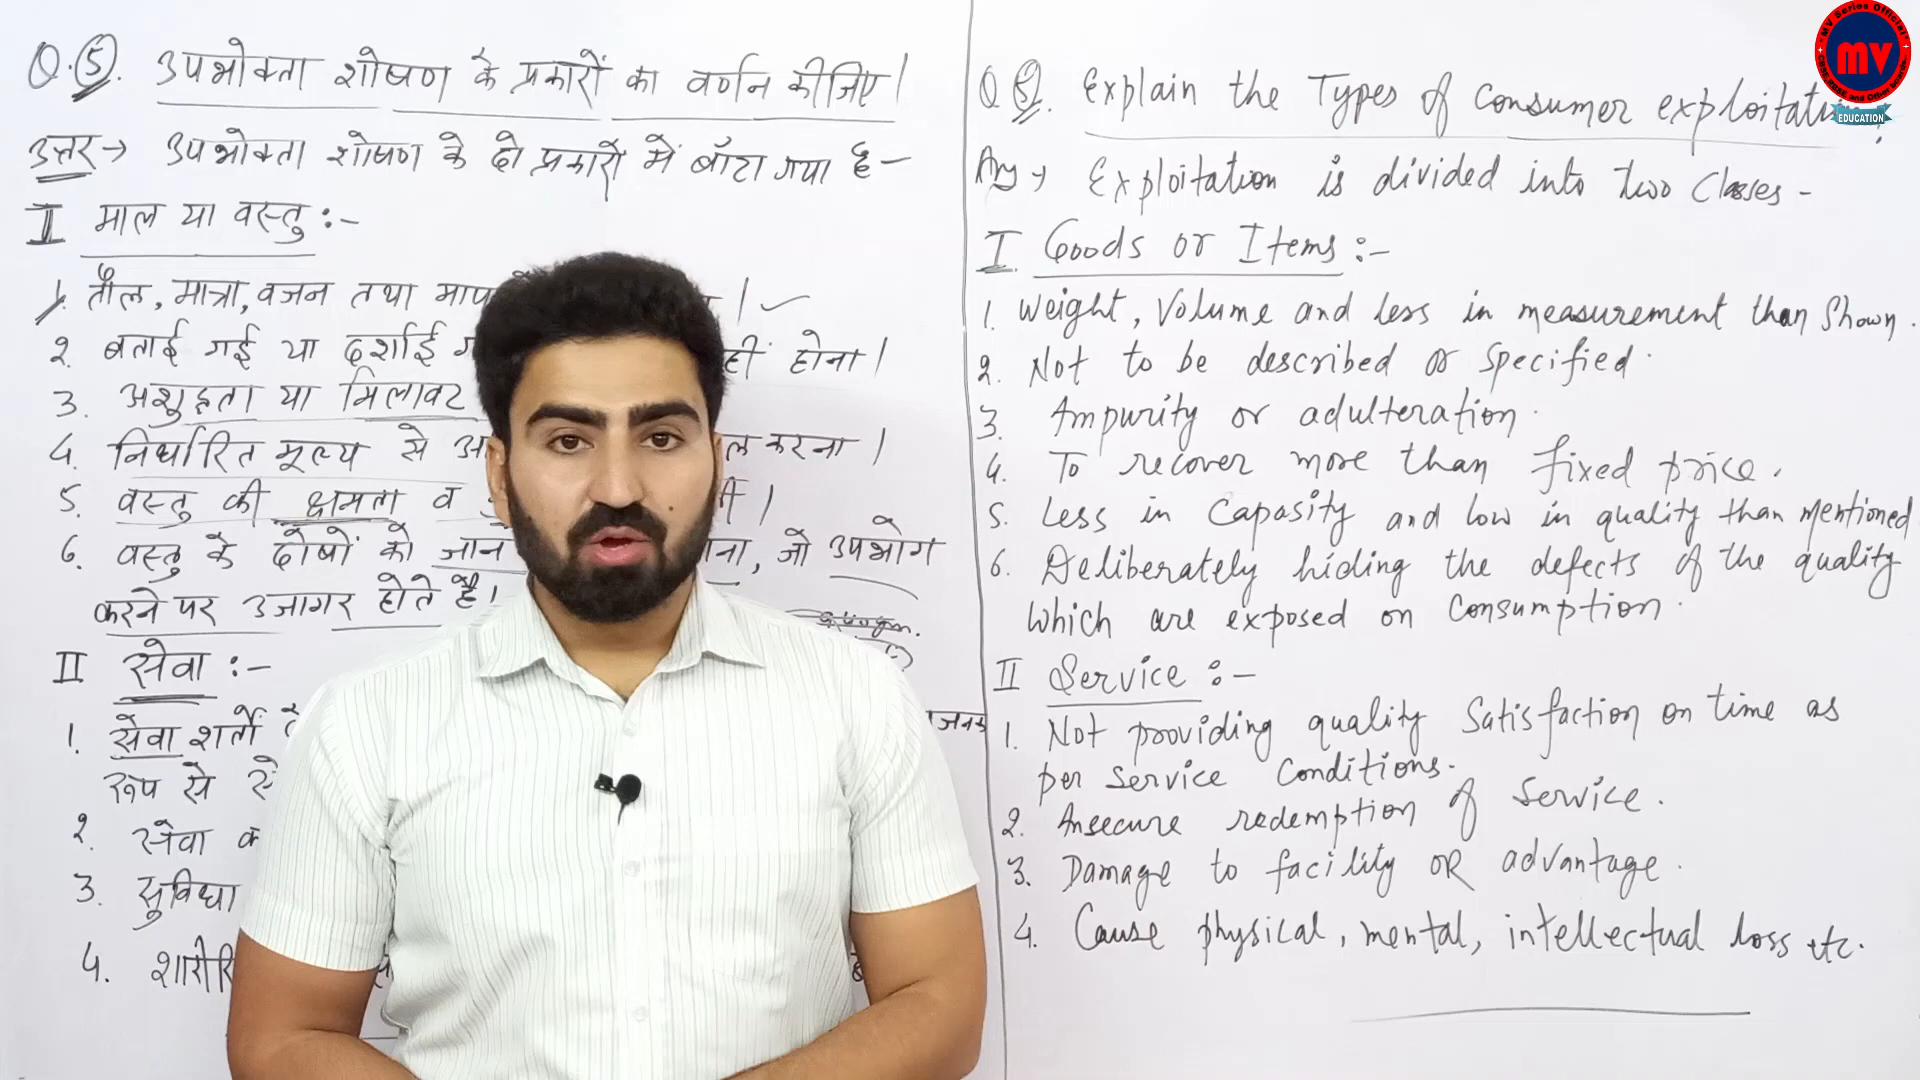 Q.5. उपभोक्ता शोषण के प्रकारों का वर्णन कीजिए।
उत्तर → उपभोक्ता शोषण के दो प्रकारों में बाँटा गया है –
I माल या वस्तु :–
1. तौल, मात्रा, वजन तथा माप
2. बताई गई या दर्शाई ग हीं होना।
3. अशुद्धता या मिलावट
4. निर्धारित मूल्य से अ ल करना।
5. वस्तु की क्षमता व
6. वस्तु के दोषों को जान ना, जो उपभोग
करने पर उजागर होते हैं।
II सेवा :–
1. सेवा शर्तों
रूप से से
2. सेवा क
3. सुविधा
4. शारीरि
Q 5. Explain the Types of Consumer exploitati
Ans → Exploitation is divided into two Classes –
I Goods or Items :–
1. Weight, Volume and less in measurement than Shown.
2. Not to be described or Specified.
3. Impurity or adulteration.
4. To recover more than fixed price.
5. Less in Capasity and low in quality than mentioned
6. Deliberately hiding the defects of the quality
Which are exposed on Consumption.
II Service :–
1. Not providing quality Satisfaction on time as
per Service Conditions.
2. Insecure redemption of Service.
3. Damage to facility OR advantage.
4. Cause physical, mental, intellectual loss etc.
MV Series Official
MV
EDUCATION